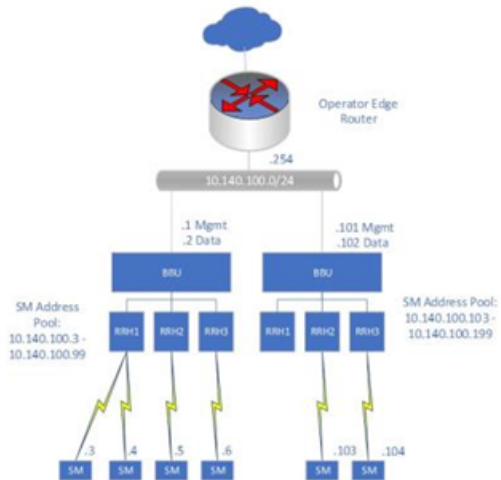 Operator Edge
Router
.254
10.140.100.0/24
.1 Mgmt
.2 Data
.101 Mgmt
.102 Data
BBU
BBU
SM Address
Pool:
10.140.100.3 -
10.140.100.99
RRH1
RRH2
RRH3
RRH1
RRH2
RRH3
SM Address Pool:
10.140.100.103 -
10.140.100.199
.3
.4
.5
.6
.103
.104
SM
SM
SM
SM
SM
SM